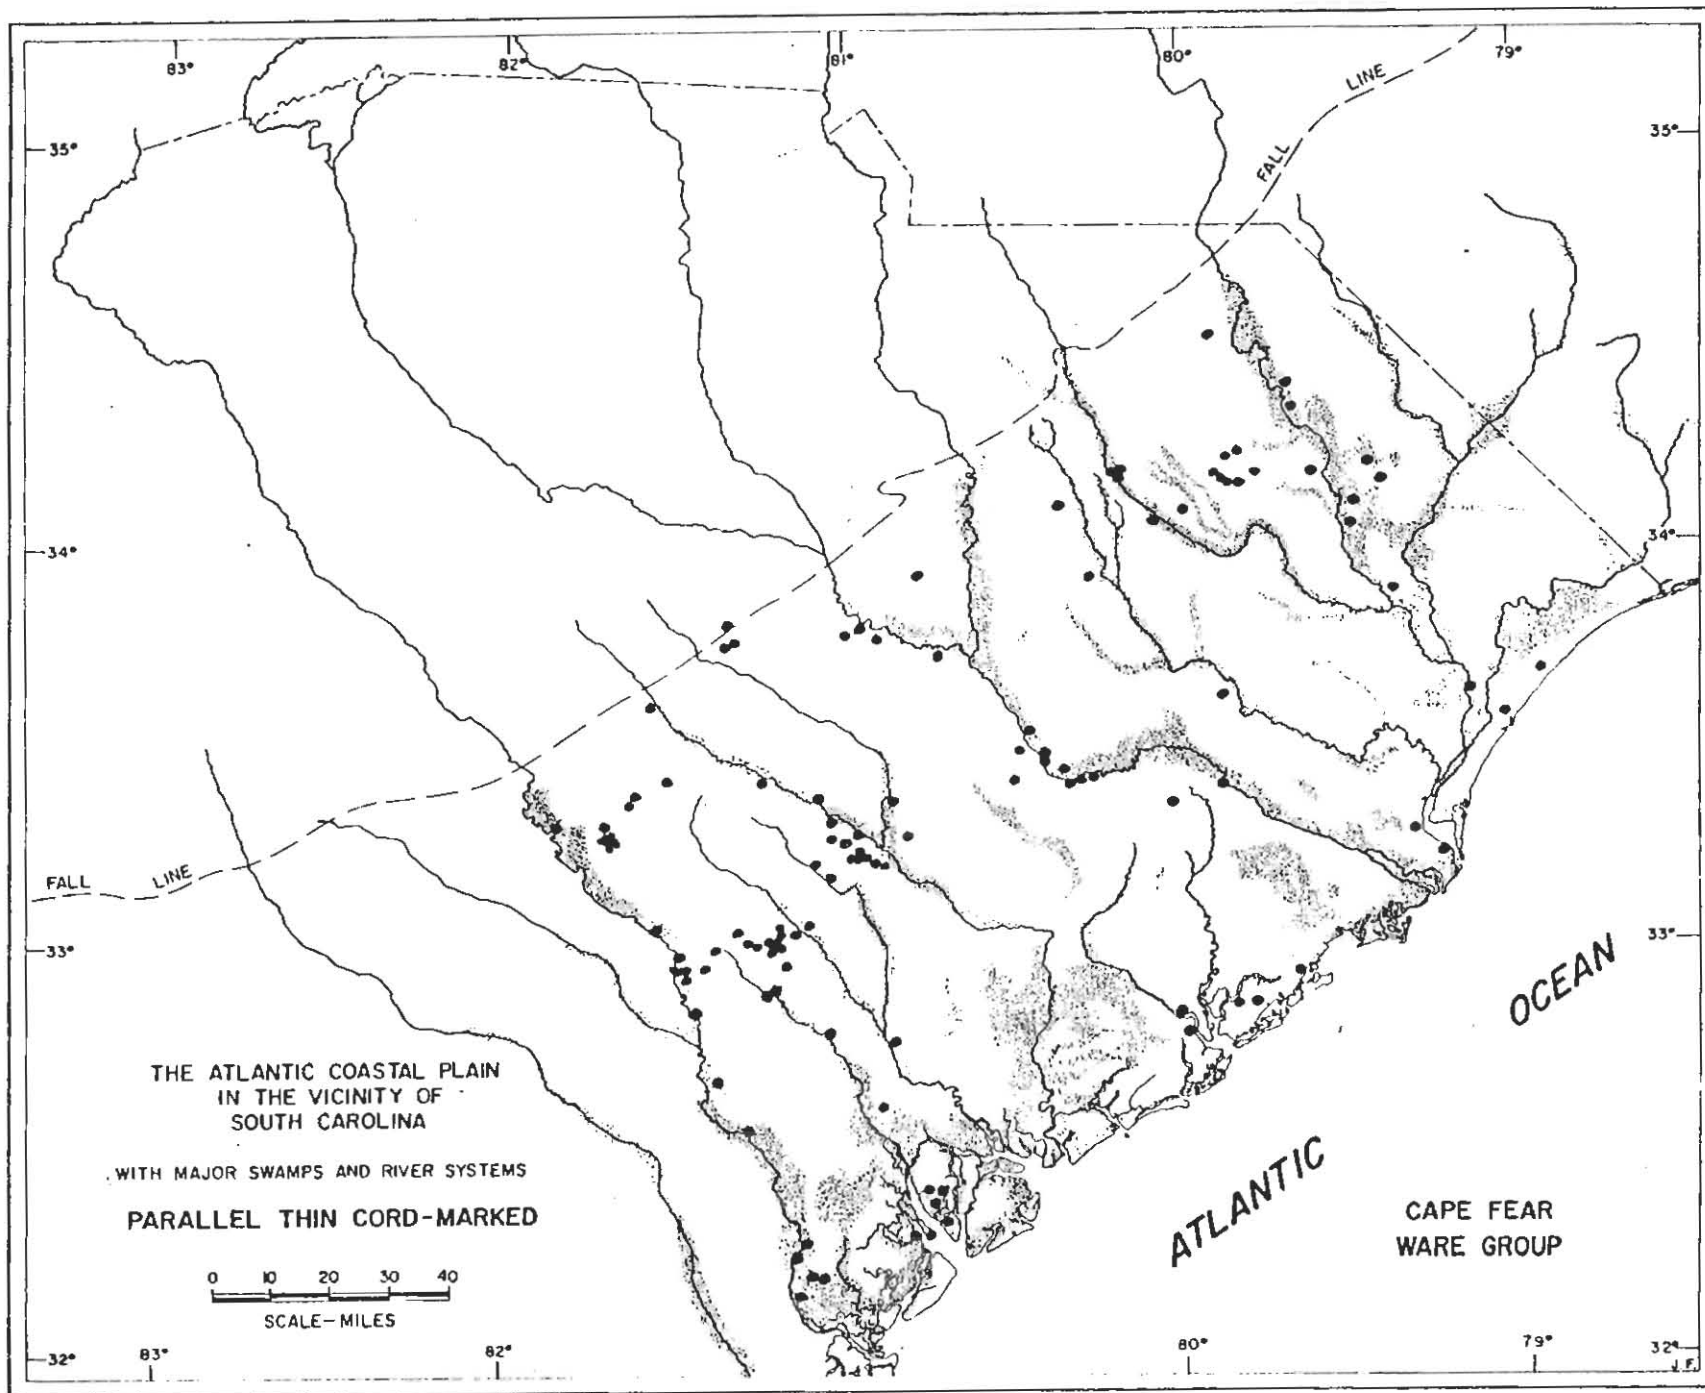 83°
82°
81°
80°
79°
LINE
FALL
35°
35°
34°
34°
FALL LINE
33°
33°
OCEAN
ATLANTIC
THE ATLANTIC COASTAL PLAIN
IN THE VICINITY OF
SOUTH CAROLINA
WITH MAJOR SWAMPS AND RIVER SYSTEMS
PARALLEL THIN CORD-MARKED
0 10 20 30 40
SCALE-MILES
CAPE FEAR
WARE GROUP
32°
83°
82°
80°
79°
32°
J.F.